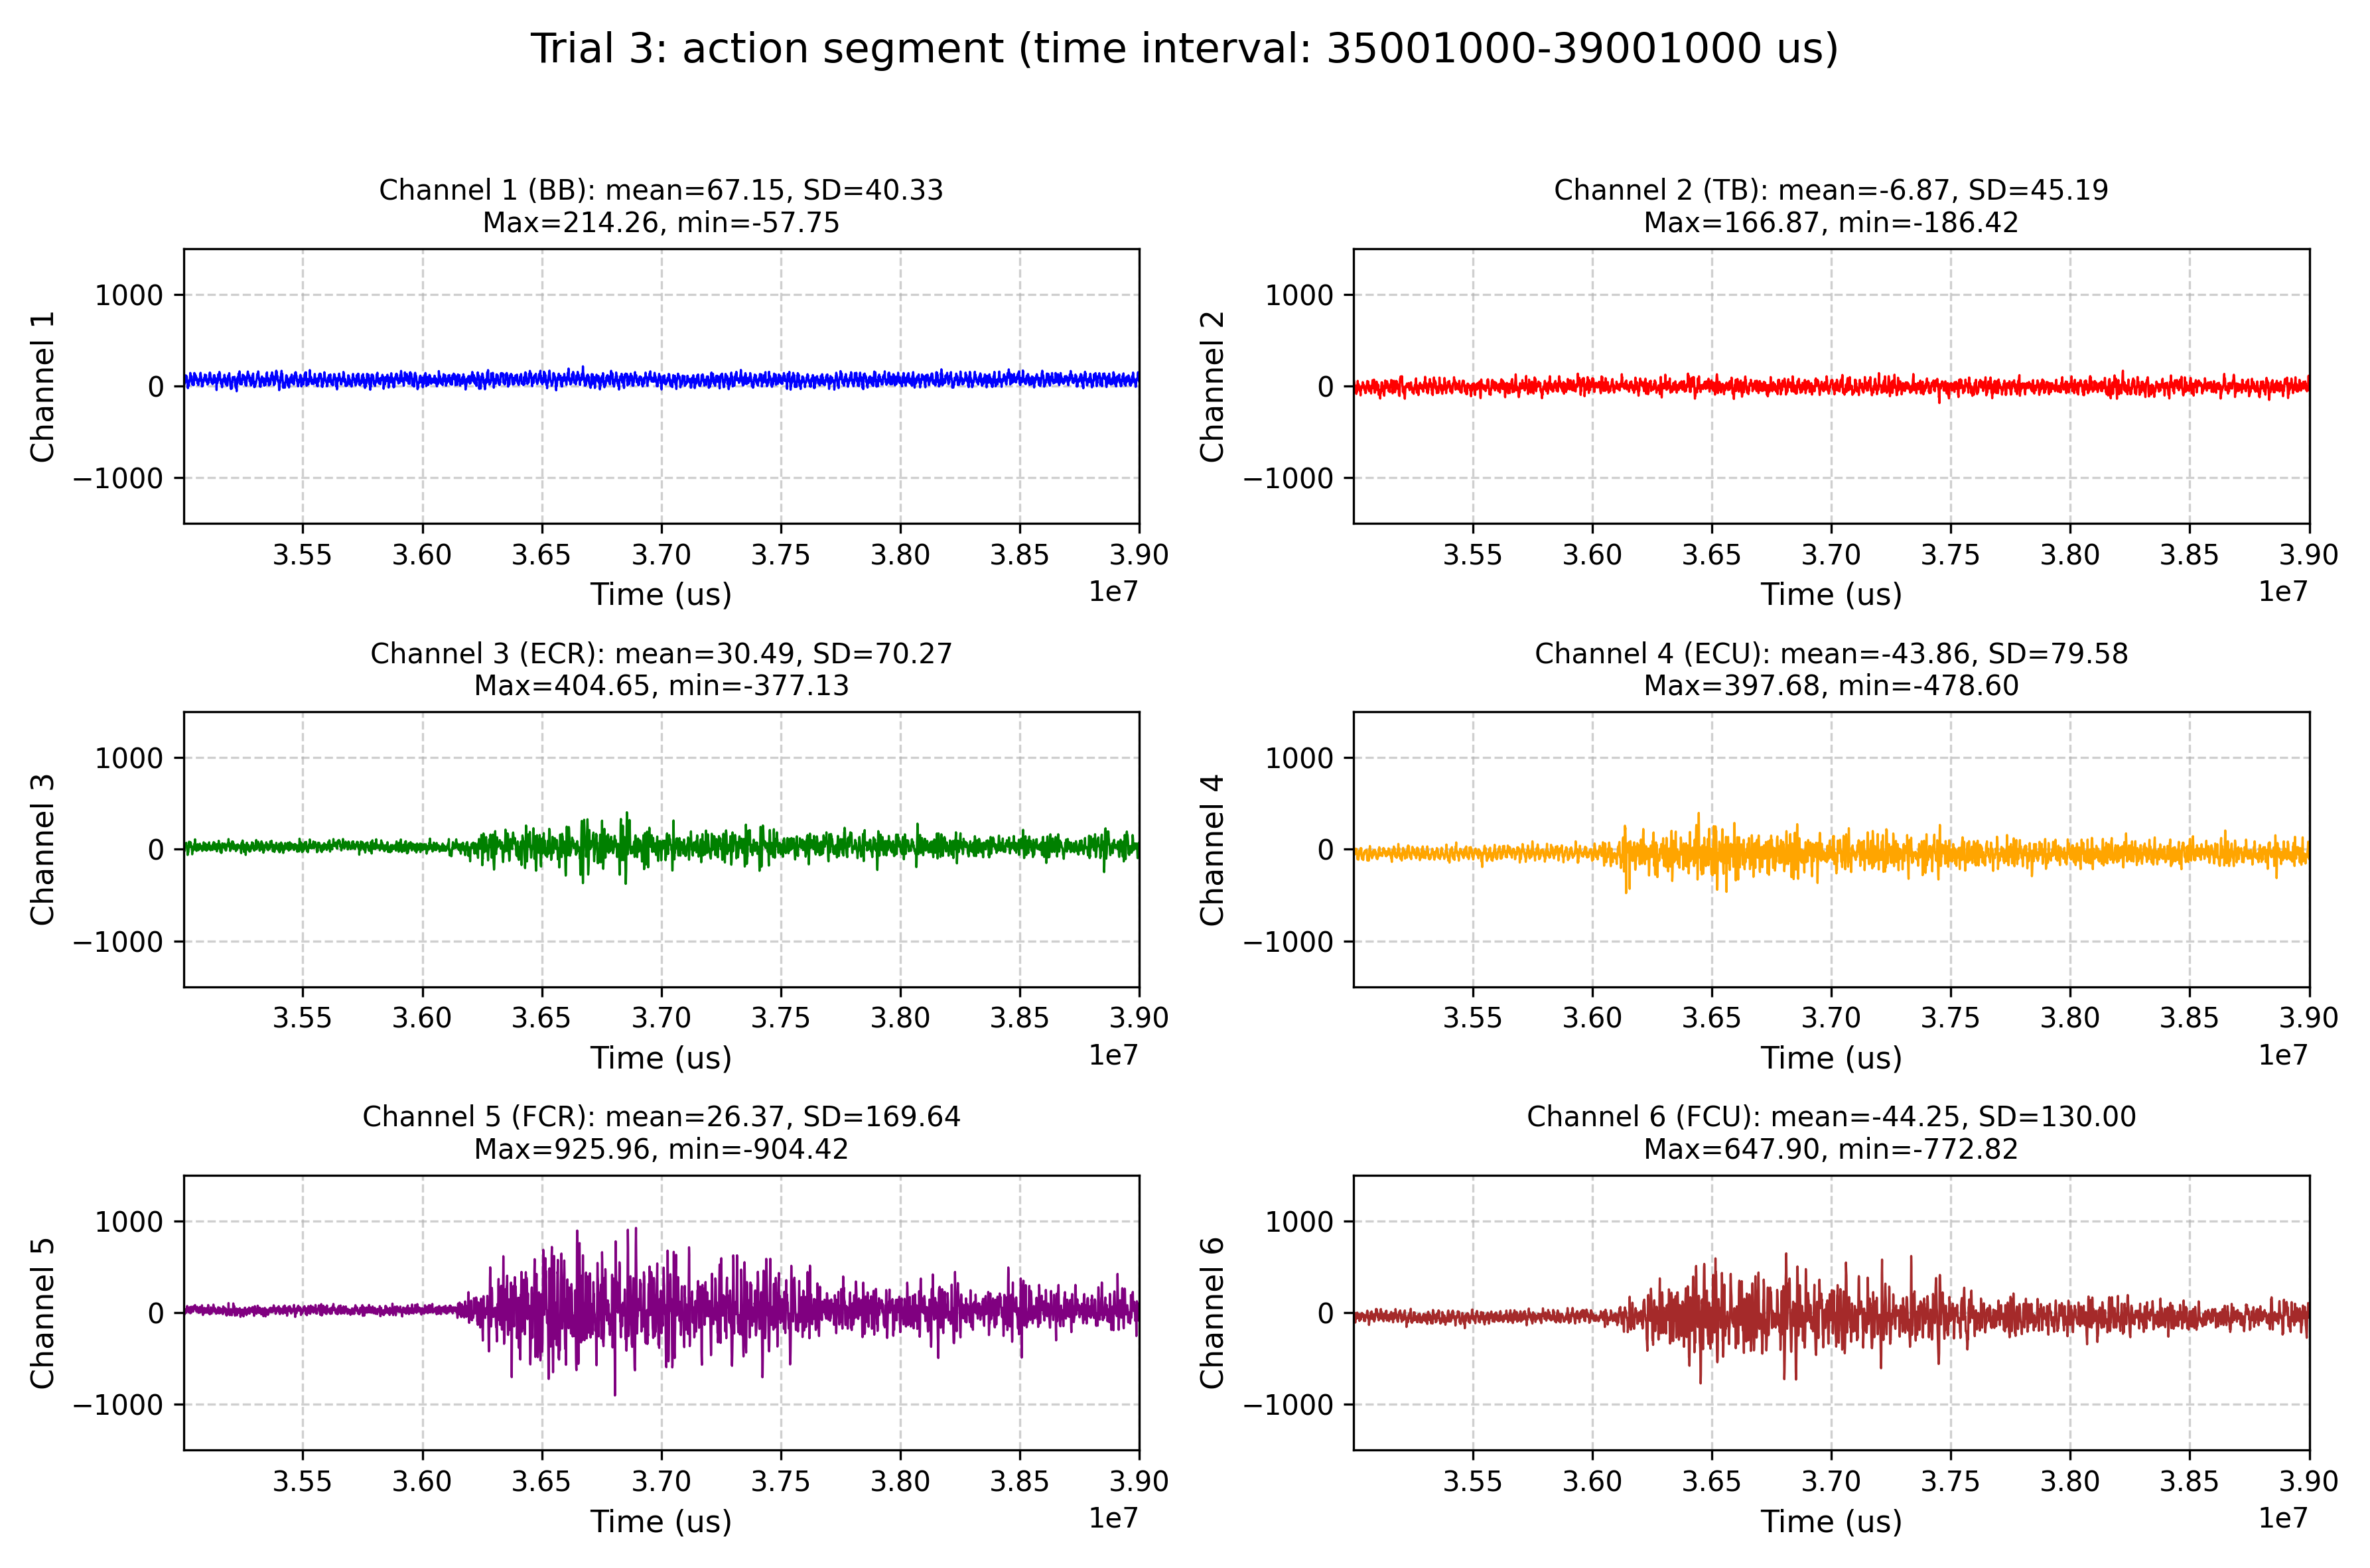 Trial 3: action segment (time interval: 35001000-39001000 us)
Channel 1 (BB): mean=67.15, SD=40.33
Max=214.26, min=-57.75
1000
0
−1000
Channel 1
3.55 3.60 3.65 3.70 3.75 3.80 3.85 3.90
Time (us)
1e7
Channel 2 (TB): mean=-6.87, SD=45.19
Max=166.87, min=-186.42
1000
0
−1000
Channel 2
3.55 3.60 3.65 3.70 3.75 3.80 3.85 3.90
Time (us)
1e7
Channel 3 (ECR): mean=30.49, SD=70.27
Max=404.65, min=-377.13
1000
0
−1000
Channel 3
3.55 3.60 3.65 3.70 3.75 3.80 3.85 3.90
Time (us)
1e7
Channel 4 (ECU): mean=-43.86, SD=79.58
Max=397.68, min=-478.60
1000
0
−1000
Channel 4
3.55 3.60 3.65 3.70 3.75 3.80 3.85 3.90
Time (us)
1e7
Channel 5 (FCR): mean=26.37, SD=169.64
Max=925.96, min=-904.42
1000
0
−1000
Channel 5
3.55 3.60 3.65 3.70 3.75 3.80 3.85 3.90
Time (us)
1e7
Channel 6 (FCU): mean=-44.25, SD=130.00
Max=647.90, min=-772.82
1000
0
−1000
Channel 6
3.55 3.60 3.65 3.70 3.75 3.80 3.85 3.90
Time (us)
1e7